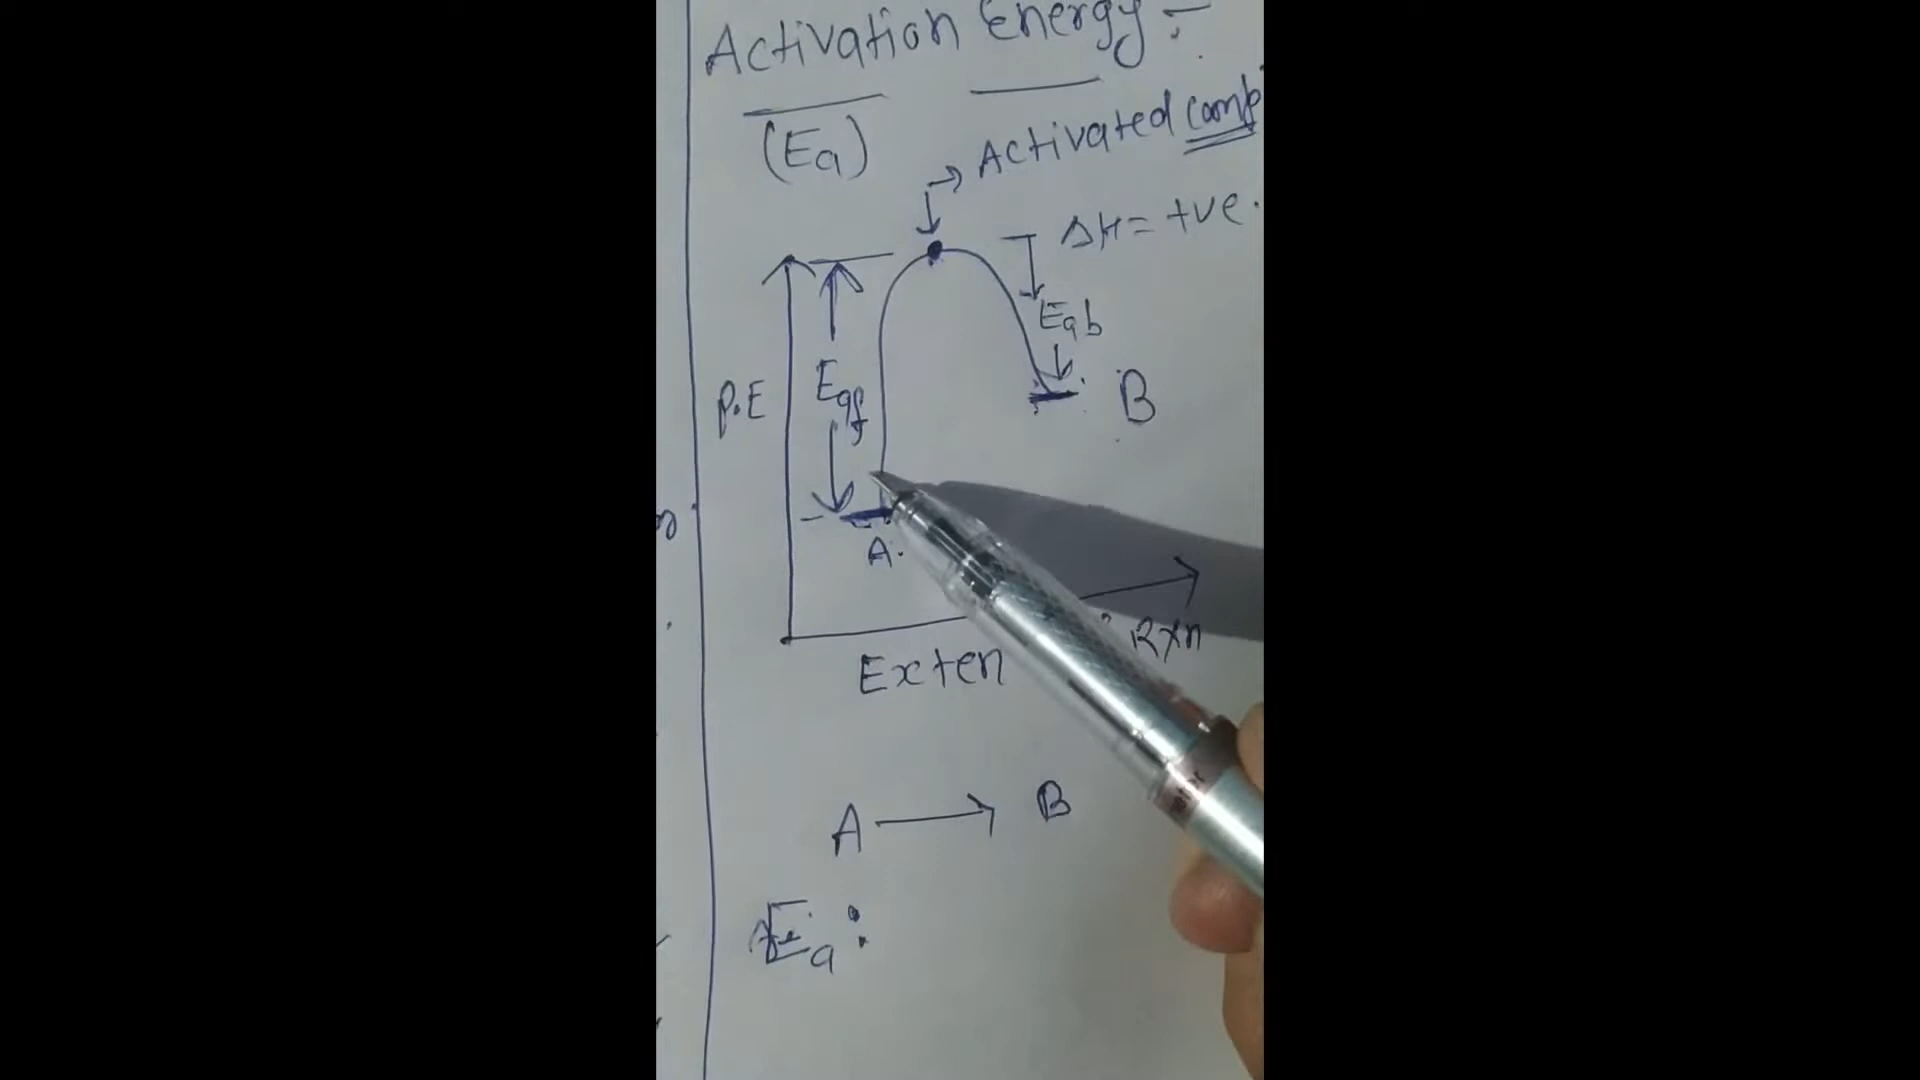 Activation Energy :-
(Ea)
Activated Comp
ΔH = +ve.
Eab
P.E
Eaf
B
A.
Exten
Rxn
A → B
Ea :